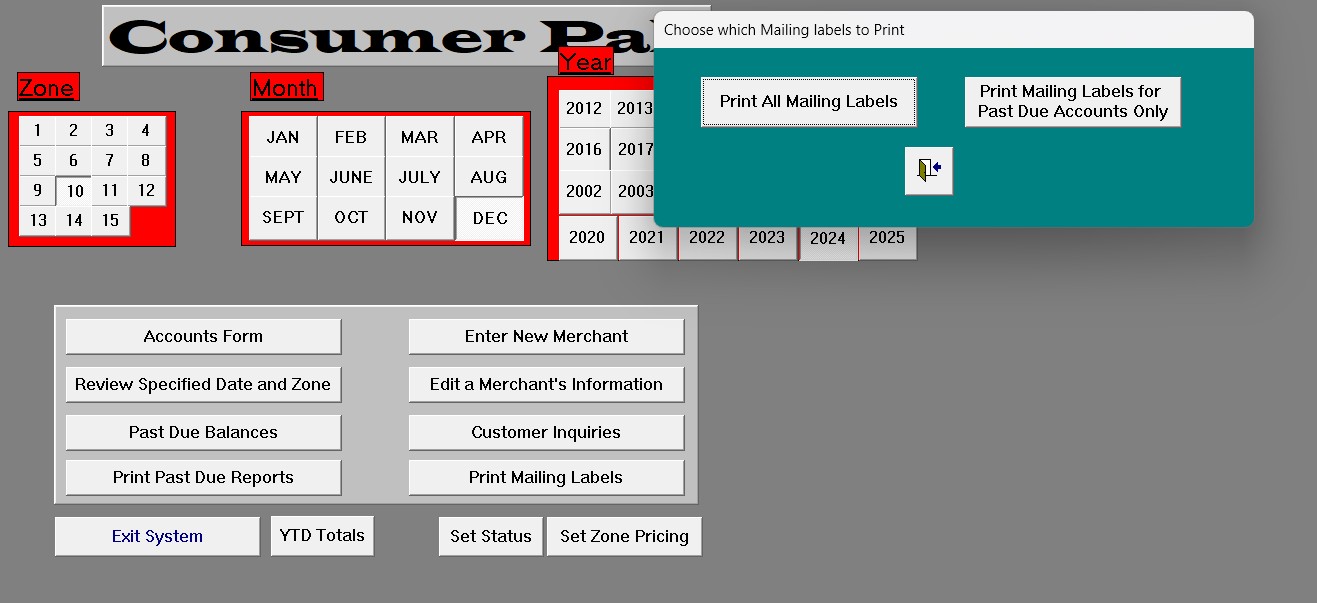 Consumer Pa
Choose which Mailing labels to Print
Print All Mailing Labels
Print Mailing Labels for
Past Due Accounts Only
Zone
1 2 3 4
5 6 7 8
9 10 11 12
13 14 15
Month
JAN FEB MAR APR
MAY JUNE JULY AUG
SEPT OCT NOV DEC
Year
2012 2013
2016 2017
2002 2003
2020 2021 2022 2023 2024 2025
Accounts Form
Enter New Merchant
Review Specified Date and Zone
Edit a Merchant's Information
Past Due Balances
Customer Inquiries
Print Past Due Reports
Print Mailing Labels
Exit System
YTD Totals
Set Status
Set Zone Pricing